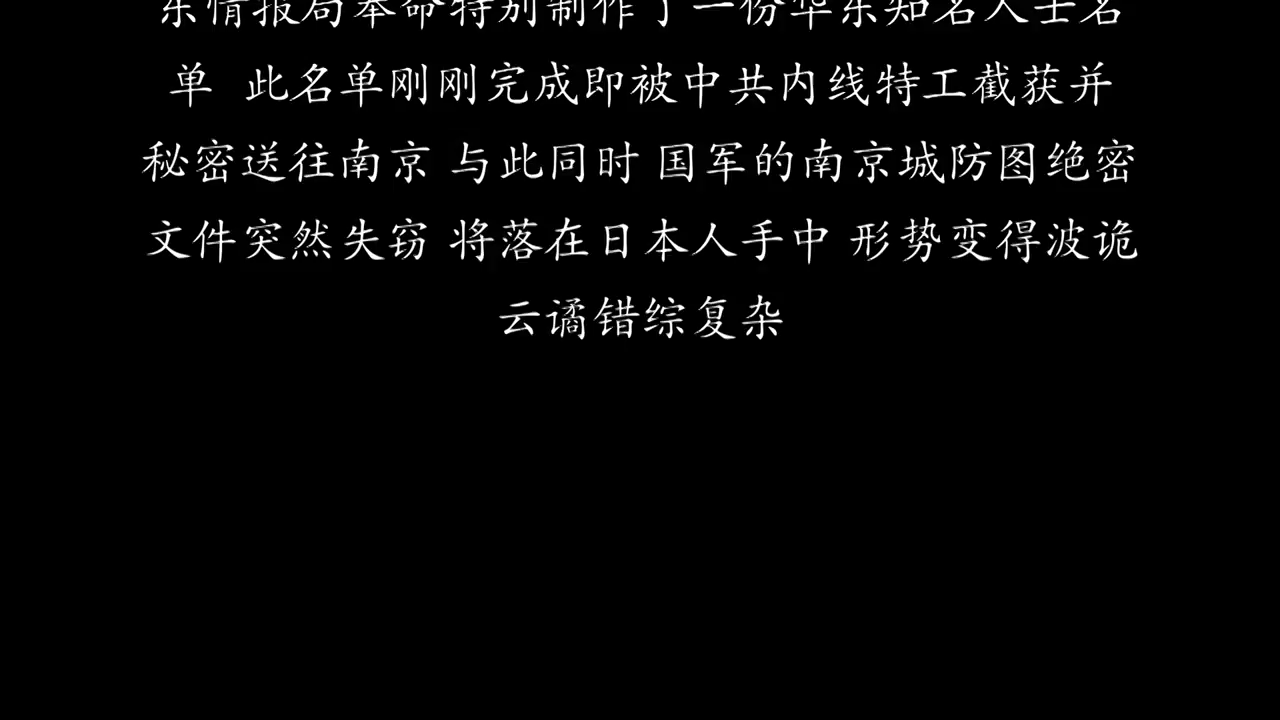 东情报局奉命特别制作了一份华东知名人士名
单 此名单刚刚完成即被中共内线特工截获并
秘密送往南京 与此同时 国军的南京城防图绝密
文件突然失窃 将落在日本人手中 形势变得波诡
云谲错综复杂